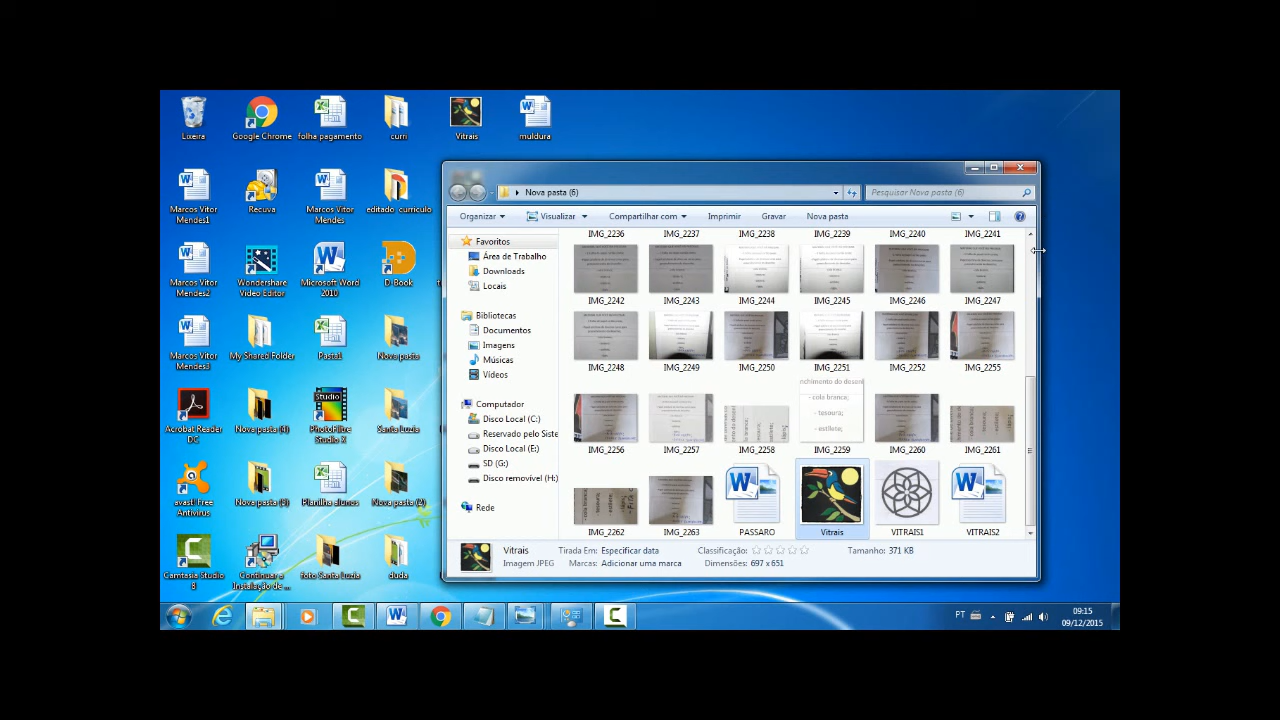 Lixeira
Google Chrome
folha pagamento
curri
Vitrais
muldura
Marcos Vitor Mendes1
Recuva
Marcos Vitor Mendes
editado_curriculo
Marcos Vitor Mendes2
Wondershare Video Editor
Microsoft Word 2010
D-Book
Marcos Vitor Mendes3
My Shared Folder
Pasta1
Nova pasta
Acrobat Reader DC
Nova pasta (4)
PhotoFiltre Studio X
Santa Luzia
avast! Free Antivirus
Nova pasta (3)
Planilha alunos
Nova pasta (2)
Camtasia Studio 8
Continuar a Instalação de ...
foto Santa Luzia
duda
Nova pasta (6)
Pesquisar Nova pasta (6)
Organizar
Visualizar
Compartilhar com
Imprimir
Gravar
Nova pasta
Favoritos
Área de Trabalho
Downloads
Locais
Bibliotecas
Documentos
Imagens
Músicas
Vídeos
Computador
Disco Local (C:)
Reservado pelo Siste
Disco Local (E:)
SD (G:)
Disco removível (H:)
Rede
IMG_2236 IMG_2237 IMG_2238 IMG_2239 IMG_2240 IMG_2241
IMG_2242 IMG_2243 IMG_2244 IMG_2245 IMG_2246 IMG_2247
IMG_2248 IMG_2249 IMG_2250 IMG_2251 IMG_2252 IMG_2255
nchimento do desen
- cola branca;
- tesoura;
- estilete;
IMG_2256 IMG_2257 IMG_2258 IMG_2259 IMG_2260 IMG_2261
IMG_2262 IMG_2263 PASSARO Vitrais VITRAIS1 VITRAIS2
Vitrais
Imagem JPEG
Tirada Em: Especificar data
Marcas: Adicionar uma marca
Classificação:
Dimensões: 697 x 651
Tamanho: 371 KB
PT
09:15
09/12/2015